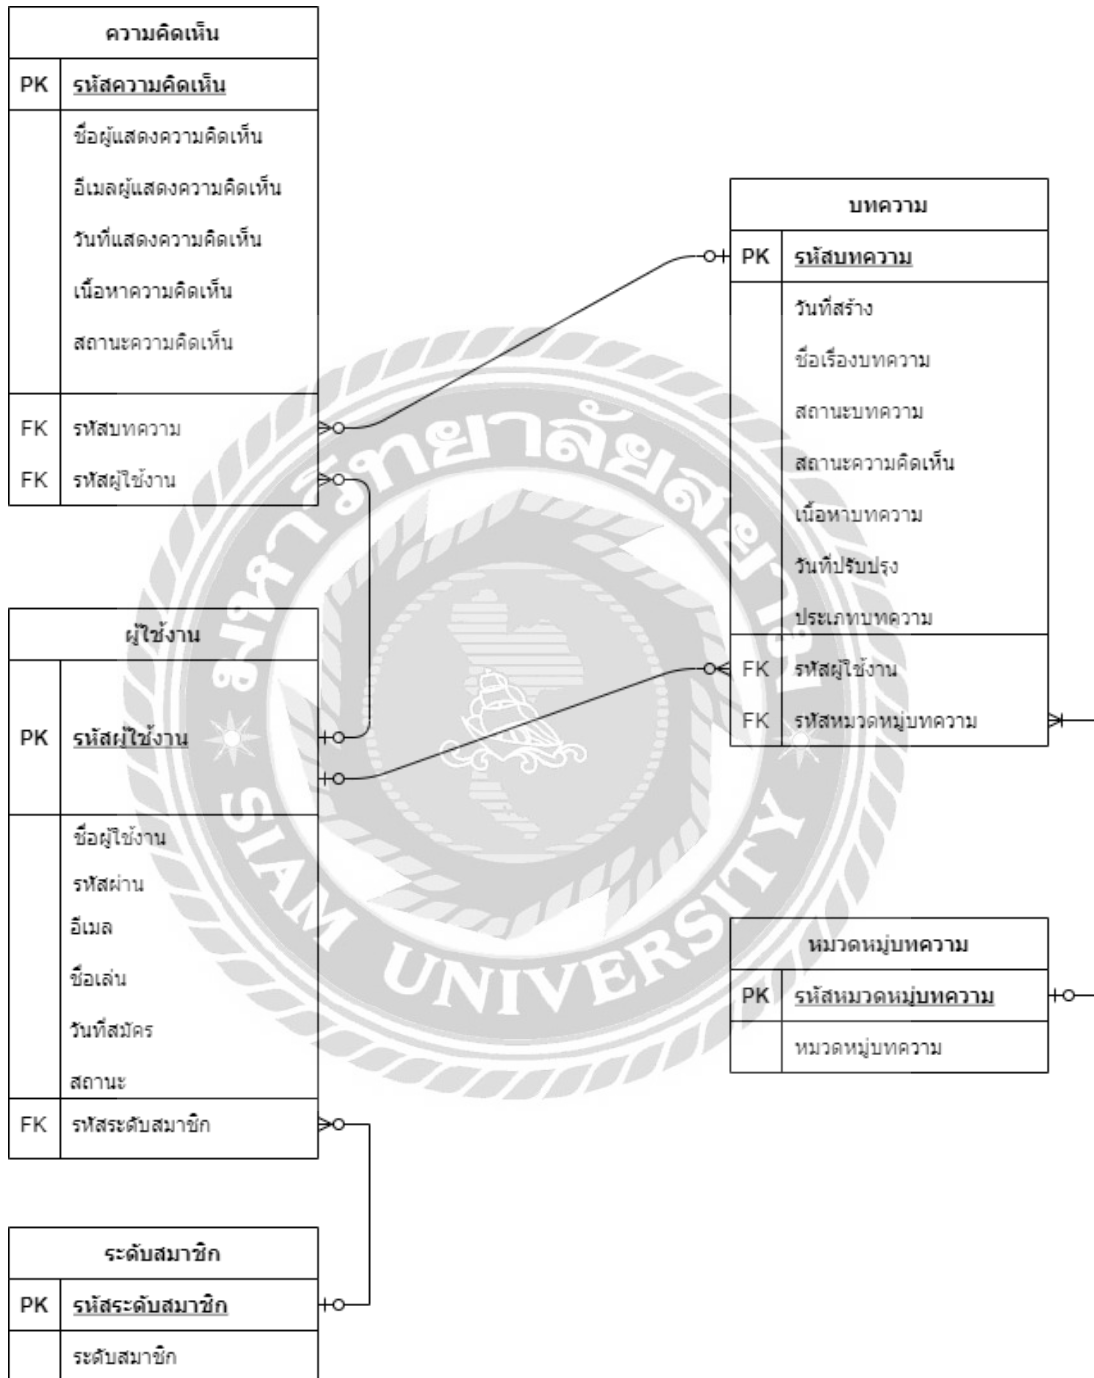 ความคิดเห็น
PK รหัสความคิดเห็น
ชื่อผู้แสดงความคิดเห็น
อีเมลผู้แสดงความคิดเห็น
วันที่แสดงความคิดเห็น
เนื้อหาความคิดเห็น
สถานะความคิดเห็น
FK รหัสบทความ
FK รหัสผู้ใช้งาน
บทความ
PK รหัสบทความ
วันที่สร้าง
ชื่อเรื่องบทความ
สถานะบทความ
สถานะความคิดเห็น
เนื้อหาบทความ
วันที่ปรับปรุง
ประเภทบทความ
FK รหัสผู้ใช้งาน
FK รหัสหมวดหมู่บทความ
ผู้ใช้งาน
PK รหัสผู้ใช้งาน
ชื่อผู้ใช้งาน
รหัสผ่าน
อีเมล
ชื่อเล่น
วันที่สมัคร
สถานะ
FK รหัสระดับสมาชิก
หมวดหมู่บทความ
PK รหัสหมวดหมู่บทความ
หมวดหมู่บทความ
ระดับสมาชิก
PK รหัสระดับสมาชิก
ระดับสมาชิก
มหาวิทยาลัยสยาม
SIAM UNIVERSITY